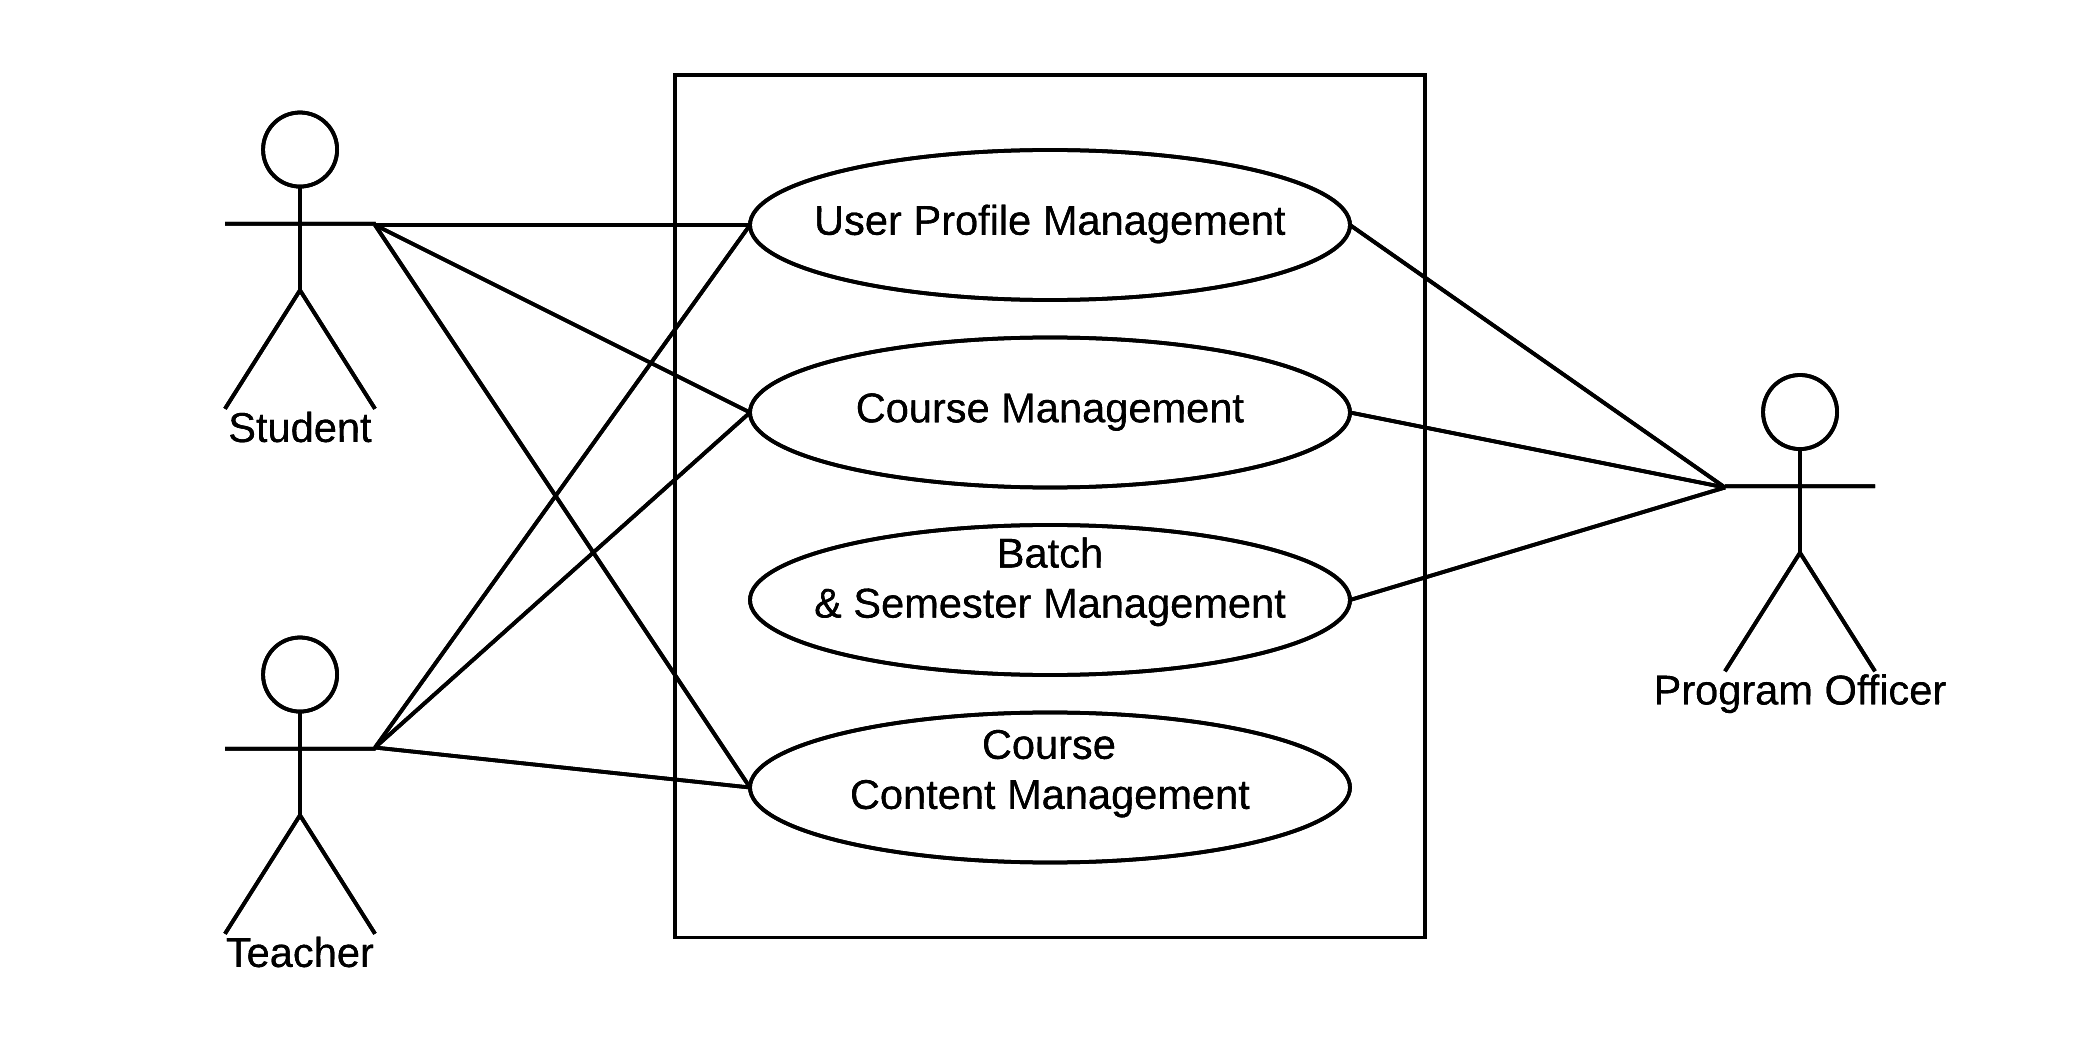 User Profile Management
Course Management
Student
Batch
& Semester Management
Program Officer
Course
Content Management
Teacher